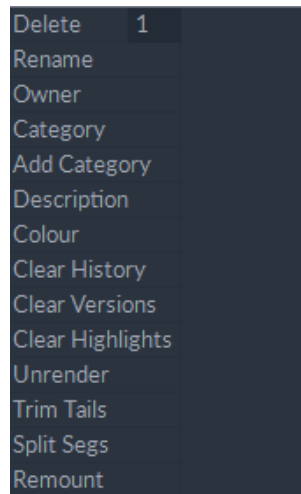 Delete 1
Rename
Owner
Category
Add Category
Description
Colour
Clear History
Clear Versions
Clear Highlights
Unrender
Trim Tails
Split Segs
Remount